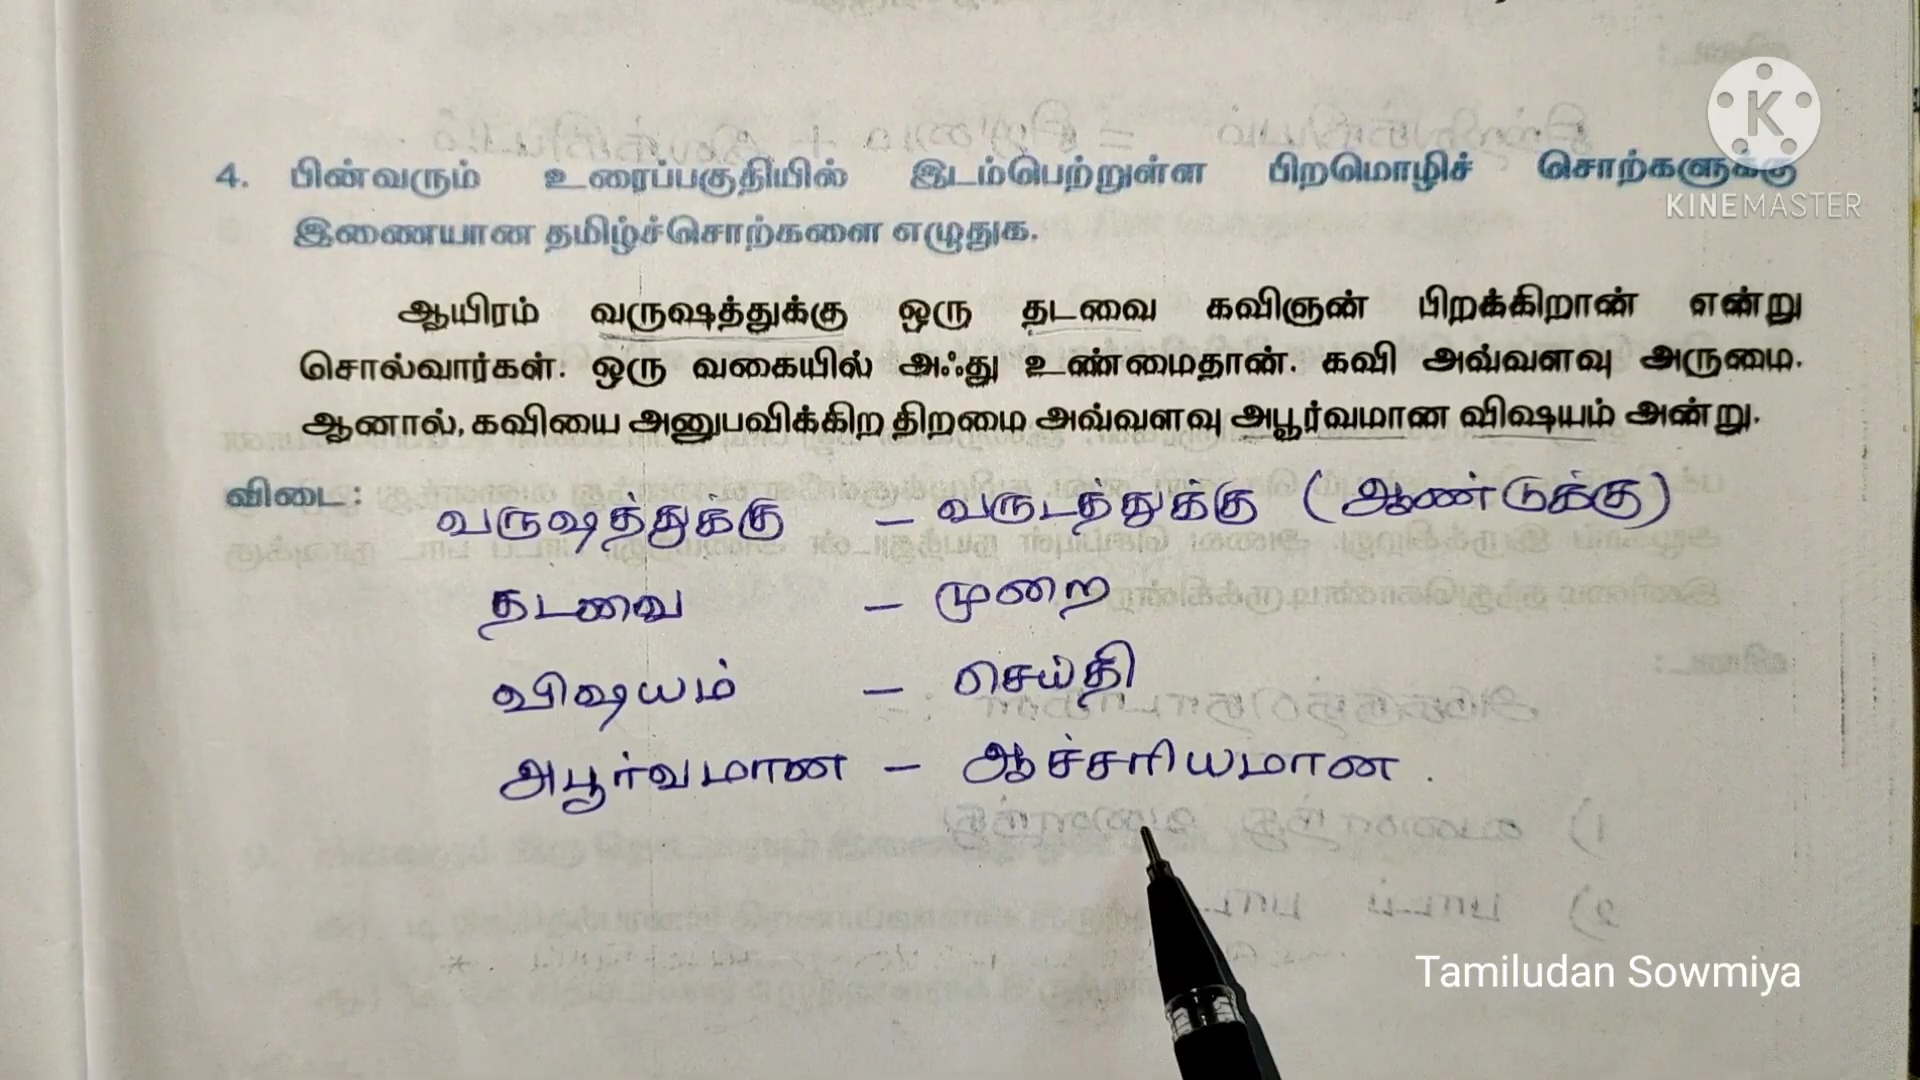 4. பின்வரும் உரைப்பகுதியில் இடம்பெற்றுள்ள பிறமொழிச் சொற்களுக்கு
இணையான தமிழ்ச்சொற்களை எழுதுக.
K
KINEMASTER
ஆயிரம் வருஷத்துக்கு ஒரு தடவை கவிஞன் பிறக்கிறான் என்று
சொல்வார்கள். ஒரு வகையில் அஃது உண்மைதான். கவி அவ்வளவு அருமை.
ஆனால், கவியை அனுபவிக்கிற திறமை அவ்வளவு அபூர்வமான விஷயம் அன்று.
விடை: வருஷத்துக்கு – வருடத்துக்கு (ஆண்டுக்கு)
தடவை – முறை
விஷயம் – செய்தி
அபூர்வமான – ஆச்சரியமான .
Tamiludan Sowmiya